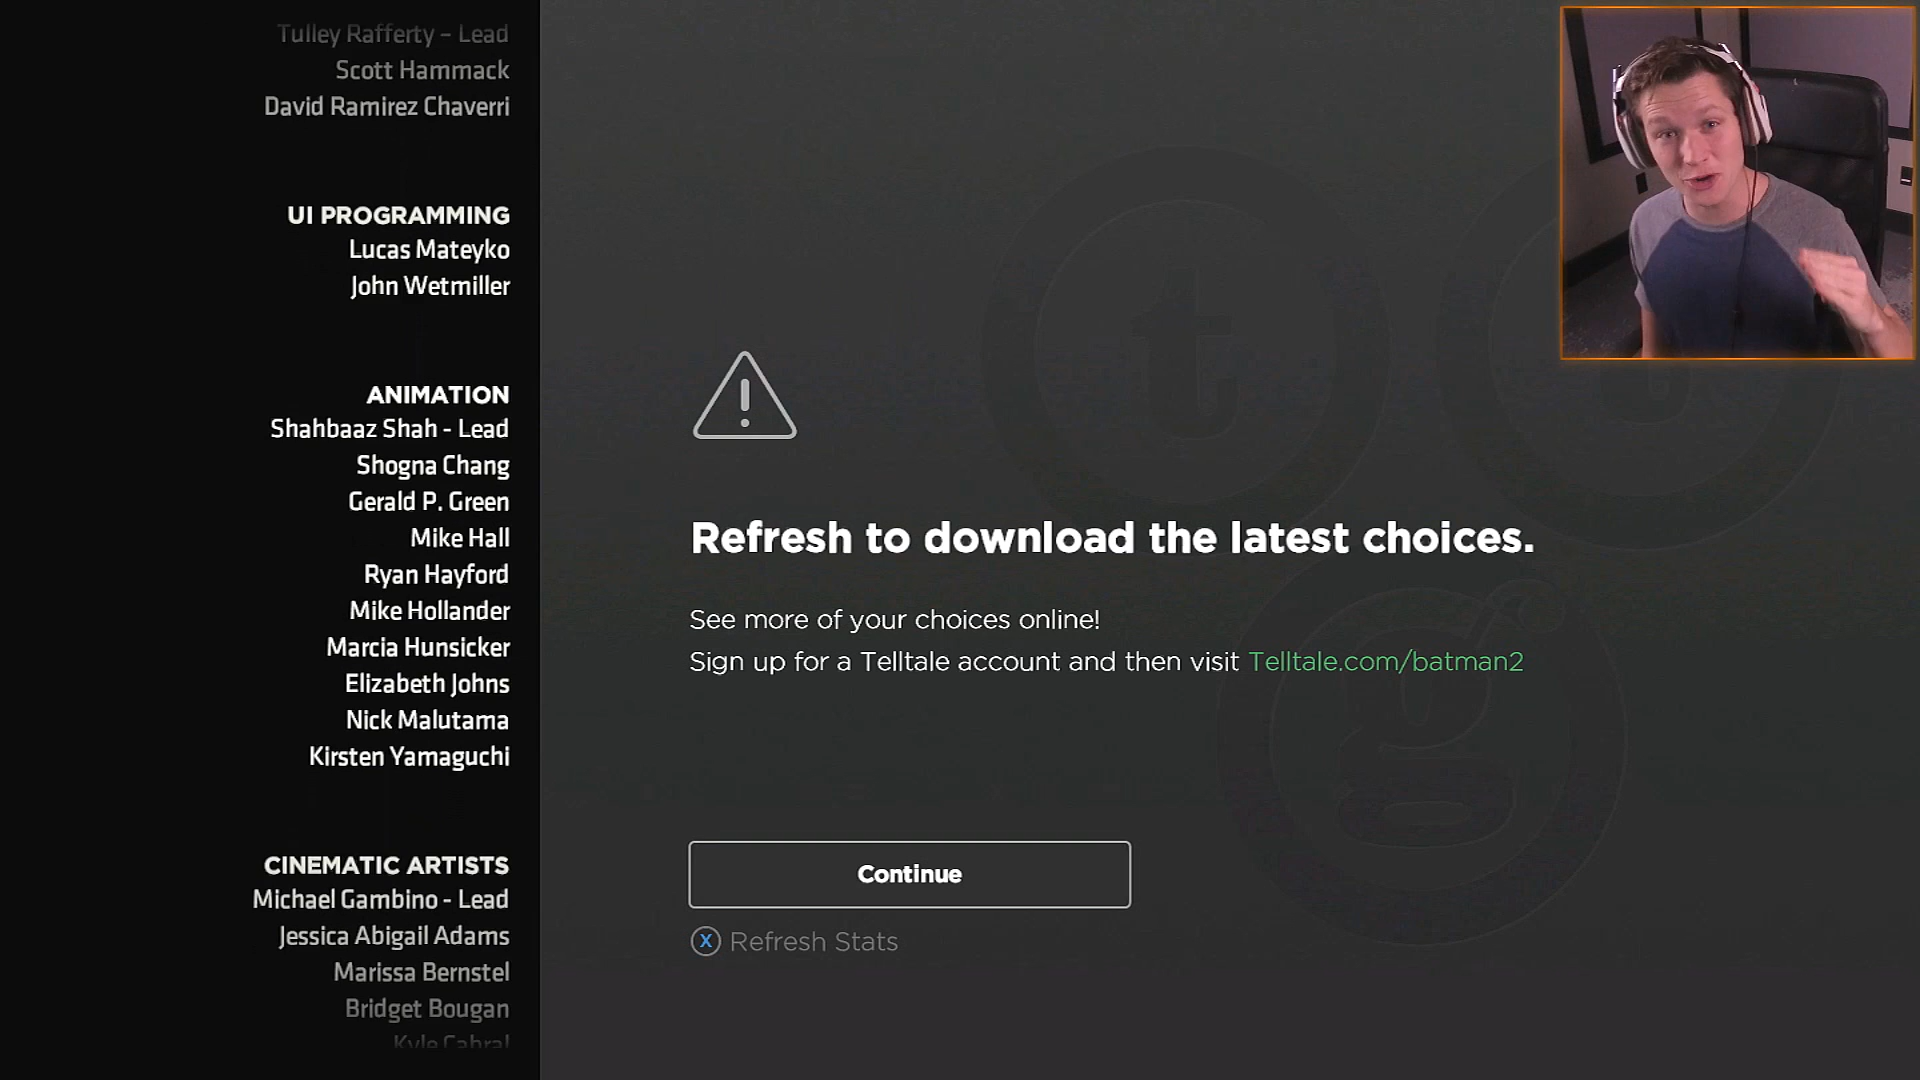 Tulley Rafferty – Lead
Scott Hammack
David Ramirez Chaverri
UI PROGRAMMING
Lucas Mateyko
John Wetmiller
ANIMATION
Shahbaaz Shah - Lead
Shogna Chang
Gerald P. Green
Mike Hall
Ryan Hayford
Mike Hollander
Marcia Hunsicker
Elizabeth Johns
Nick Malutama
Kirsten Yamaguchi
CINEMATIC ARTISTS
Michael Gambino - Lead
Jessica Abigail Adams
Marissa Bernstel
Bridget Bougan
Kyle Cabral
t
g
Refresh to download the latest choices.
See more of your choices online!
Sign up for a Telltale account and then visit Telltale.com/batman2
Continue
X Refresh Stats